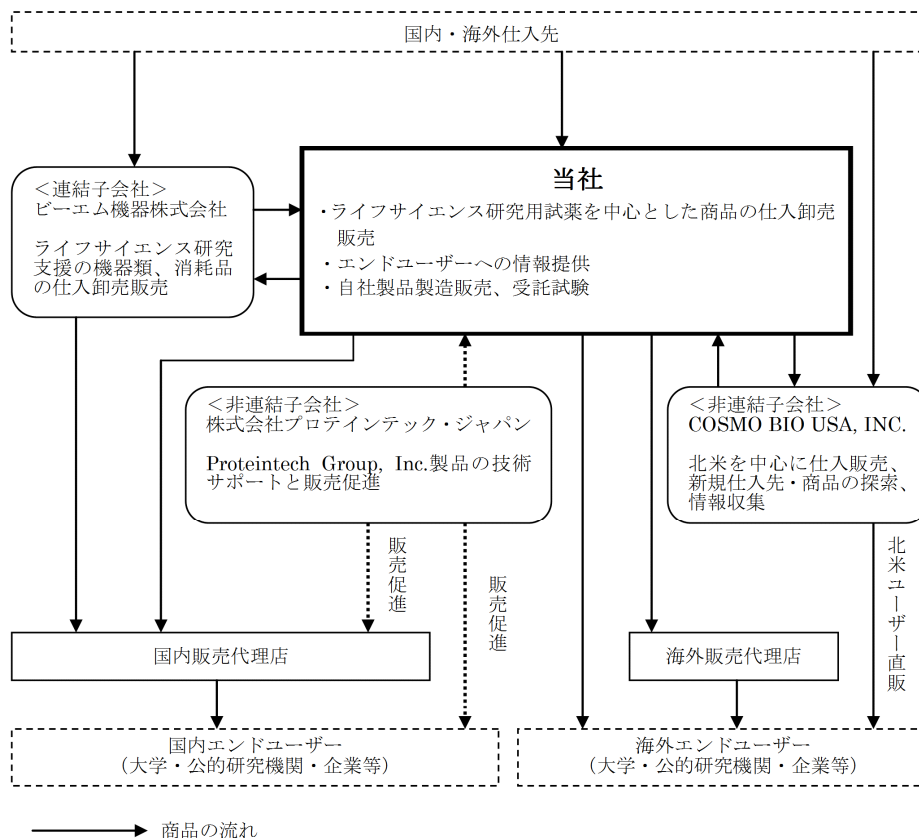 国内・海外仕入先
＜連結子会社＞
ビーエム機器株式会社
ライフサイエンス研究
支援の機器類、消耗品
の仕入卸売販売
当社
・ライフサイエンス研究用試薬を中心とした商品の仕入卸売
販売
・エンドユーザーへの情報提供
・自社製品製造販売、受託試験
＜非連結子会社＞
株式会社プロテインテック・ジャパン
Proteintech Group, Inc.製品の技術
サポートと販売促進
＜非連結子会社＞
COSMO BIO USA, INC.
北米を中心に仕入販売、
新規仕入先・商品の探索、
情報収集
販売促進
販売促進
北米ユーザー直販
国内販売代理店
海外販売代理店
国内エンドユーザー
（大学・公的研究機関・企業等）
海外エンドユーザー
（大学・公的研究機関・企業等）
商品の流れ